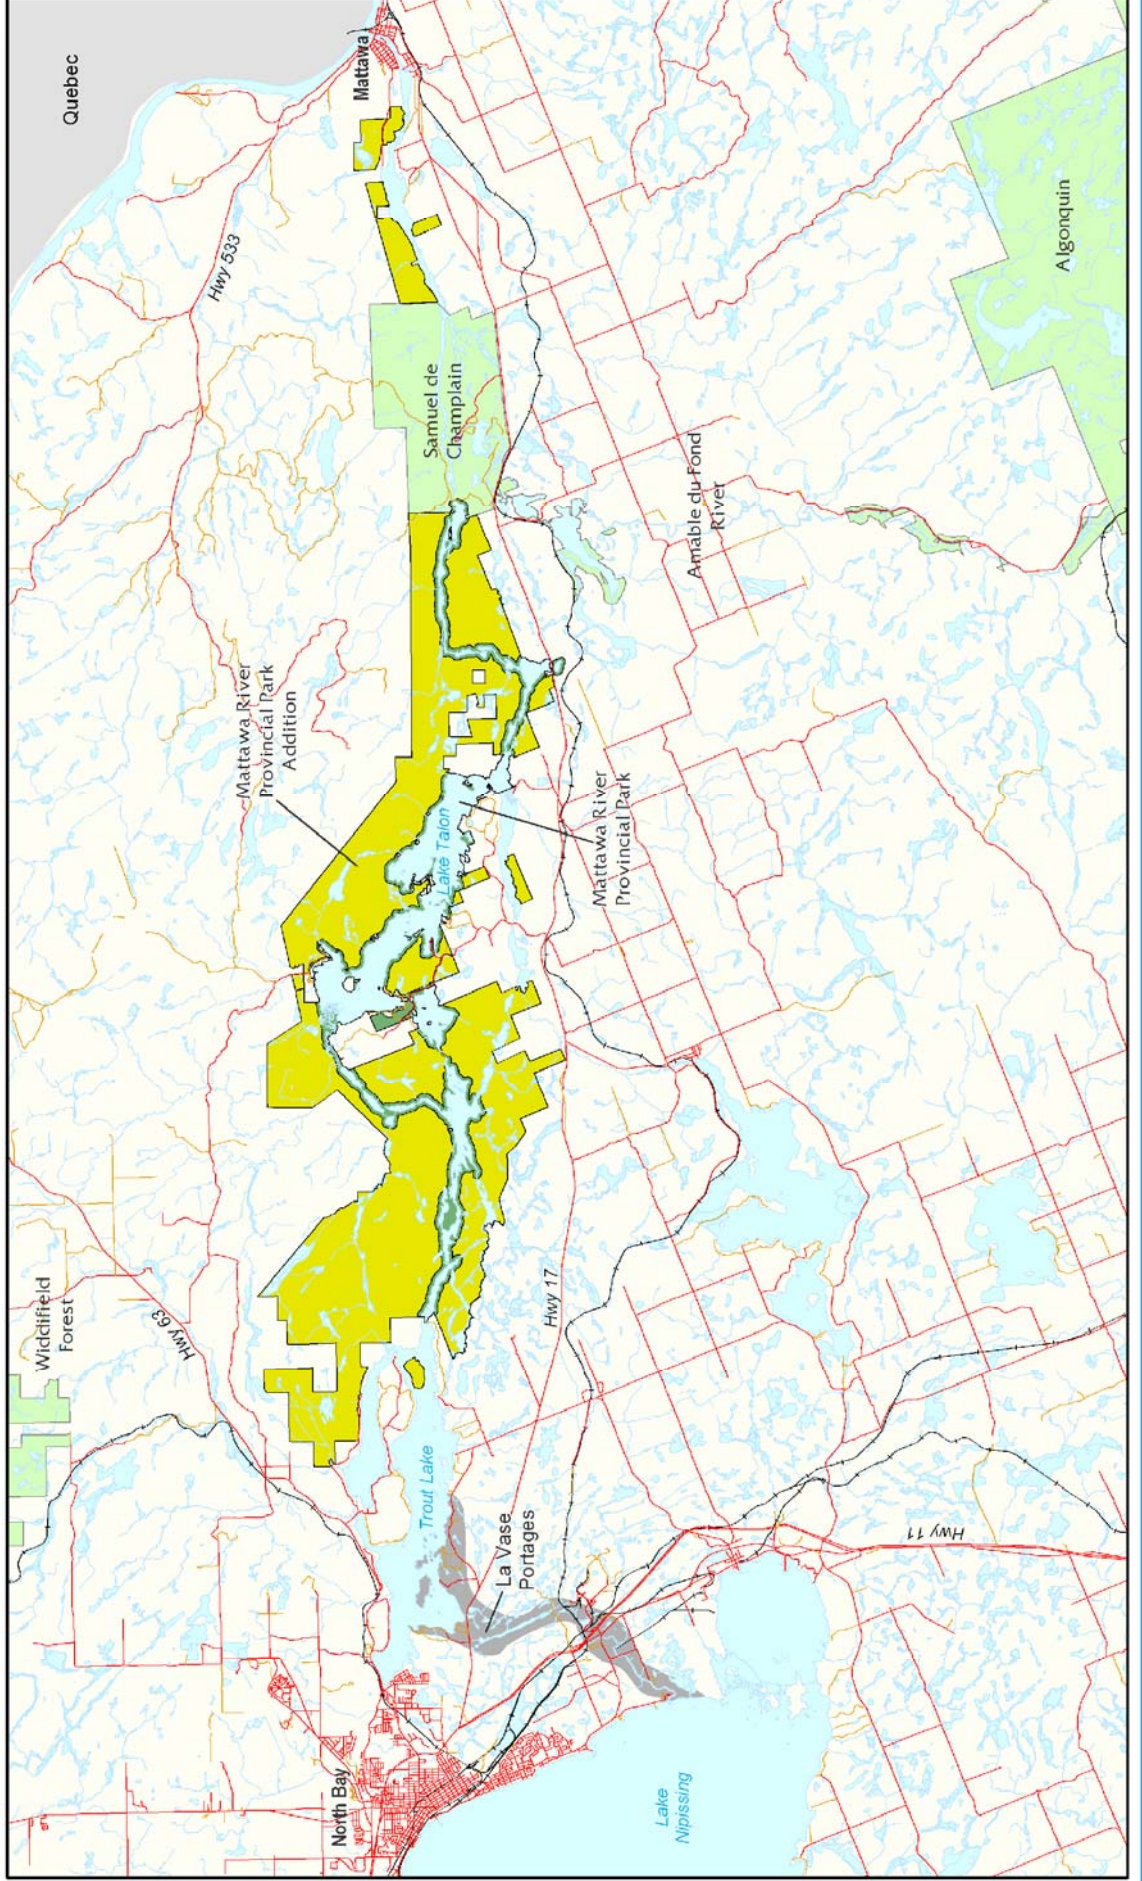 Quebec
Mattawa
Hwy 533
Algonquin
Samuel de
Champlain
Amable du Fond
River
Mattawa River
Provincial Park
Addition
Lake Talon
Mattawa River
Provincial Park
Widdifield
Forest
Hwy 63
Hwy 17
Trout Lake
La Vase
Portages
Hwy 11
North Bay
Lake
Nipissing